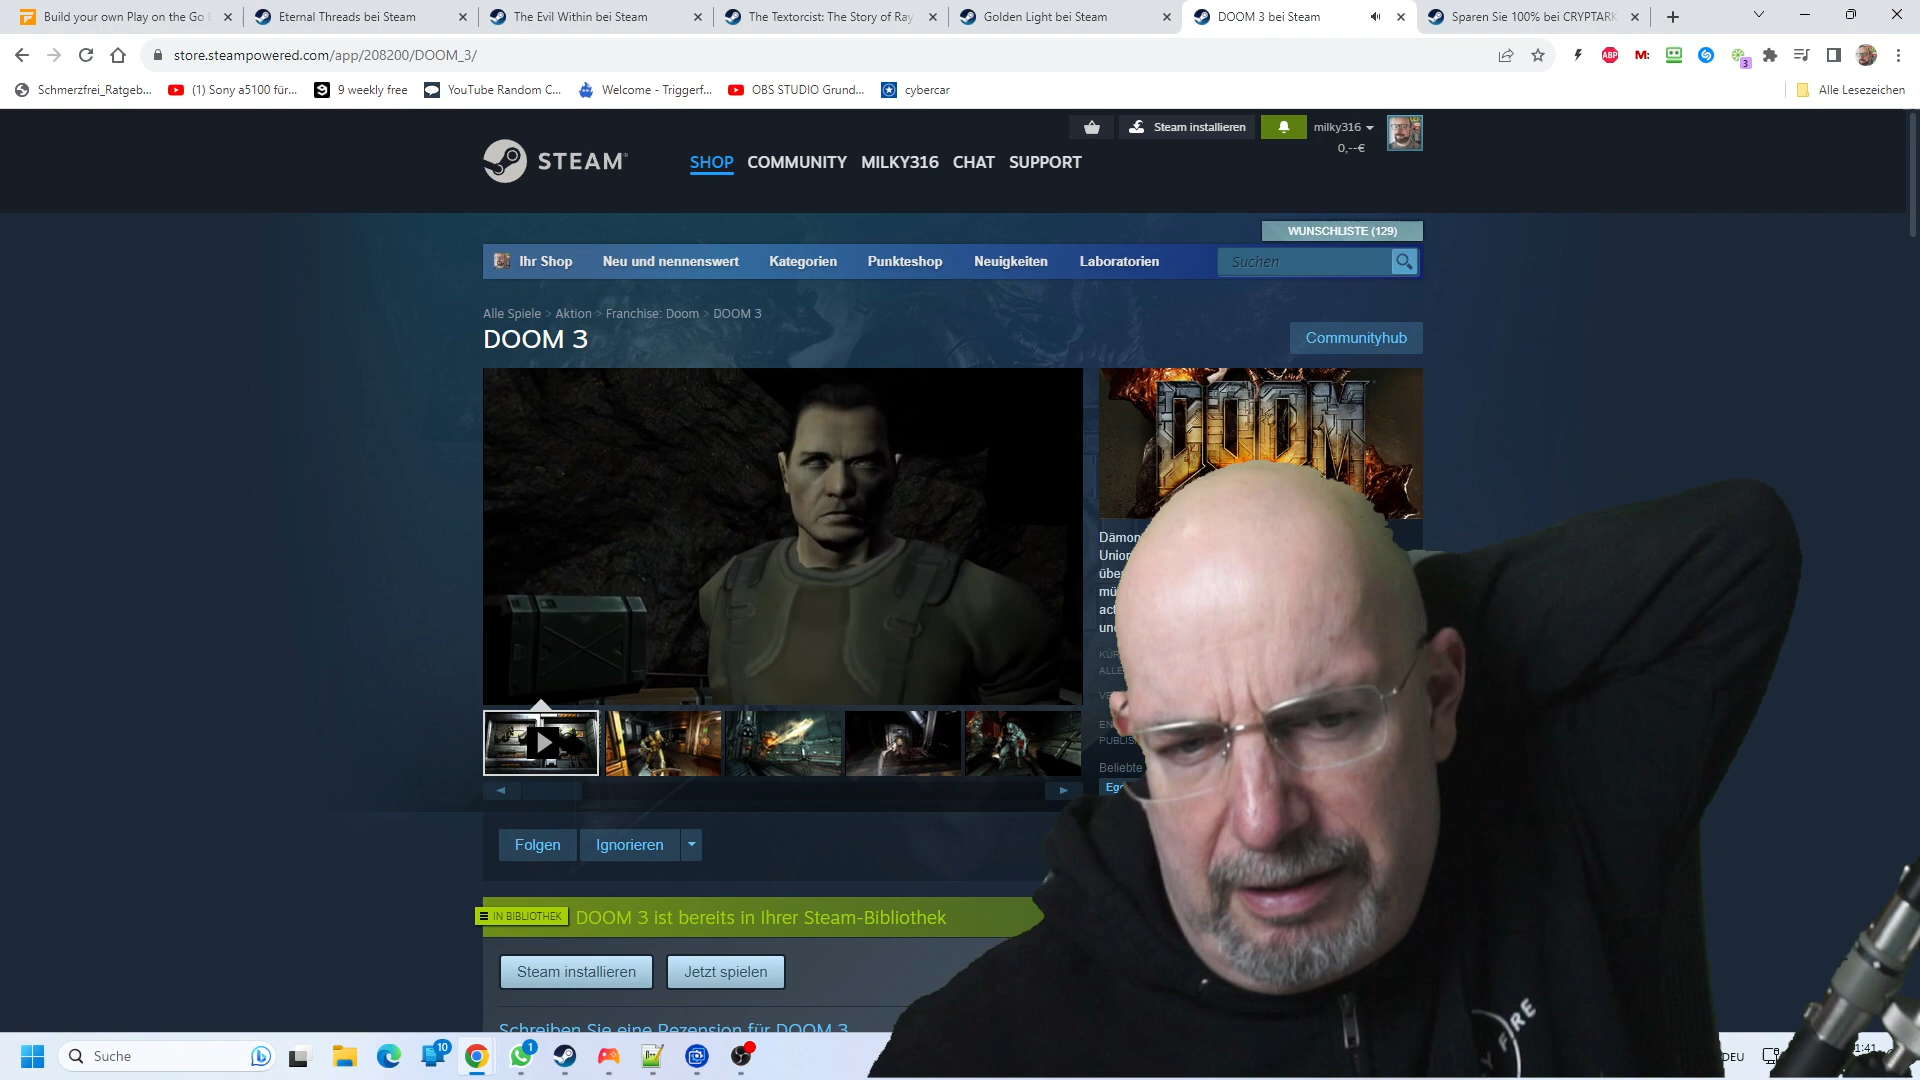 Build your own Play on the Go
Eternal Threads bei Steam
The Evil Within bei Steam
The Textorcist: The Story of Ray
Golden Light bei Steam
DOOM 3 bei Steam
Sparen Sie 100% bei CRYPTARK
store.steampowered.com/app/208200/DOOM_3/
ABP
M:
3
Schmerzfrei_Ratgeb...
(1) Sony a5100 für...
9 weekly free
YouTube Random C...
Welcome - Triggerf...
OBS STUDIO Grund...
cybercar
Alle Lesezeichen
Steam installieren
milky316
0,--€
STEAM
SHOP
COMMUNITY
MILKY316
CHAT
SUPPORT
WUNSCHLISTE (129)
Ihr Shop
Neu und nennenswert
Kategorien
Punkteshop
Neuigkeiten
Laboratorien
Suchen
Alle Spiele > Aktion > Franchise: Doom > DOOM 3
DOOM 3
Communityhub
DOOM
Beliebte
Folgen
Ignorieren
IN BIBLIOTHEK
DOOM 3 ist bereits in Ihrer Steam-Bibliothek
Steam installieren
Jetzt spielen
Schreiben Sie eine Rezension für DOOM 3
Suche
10
1
DEU